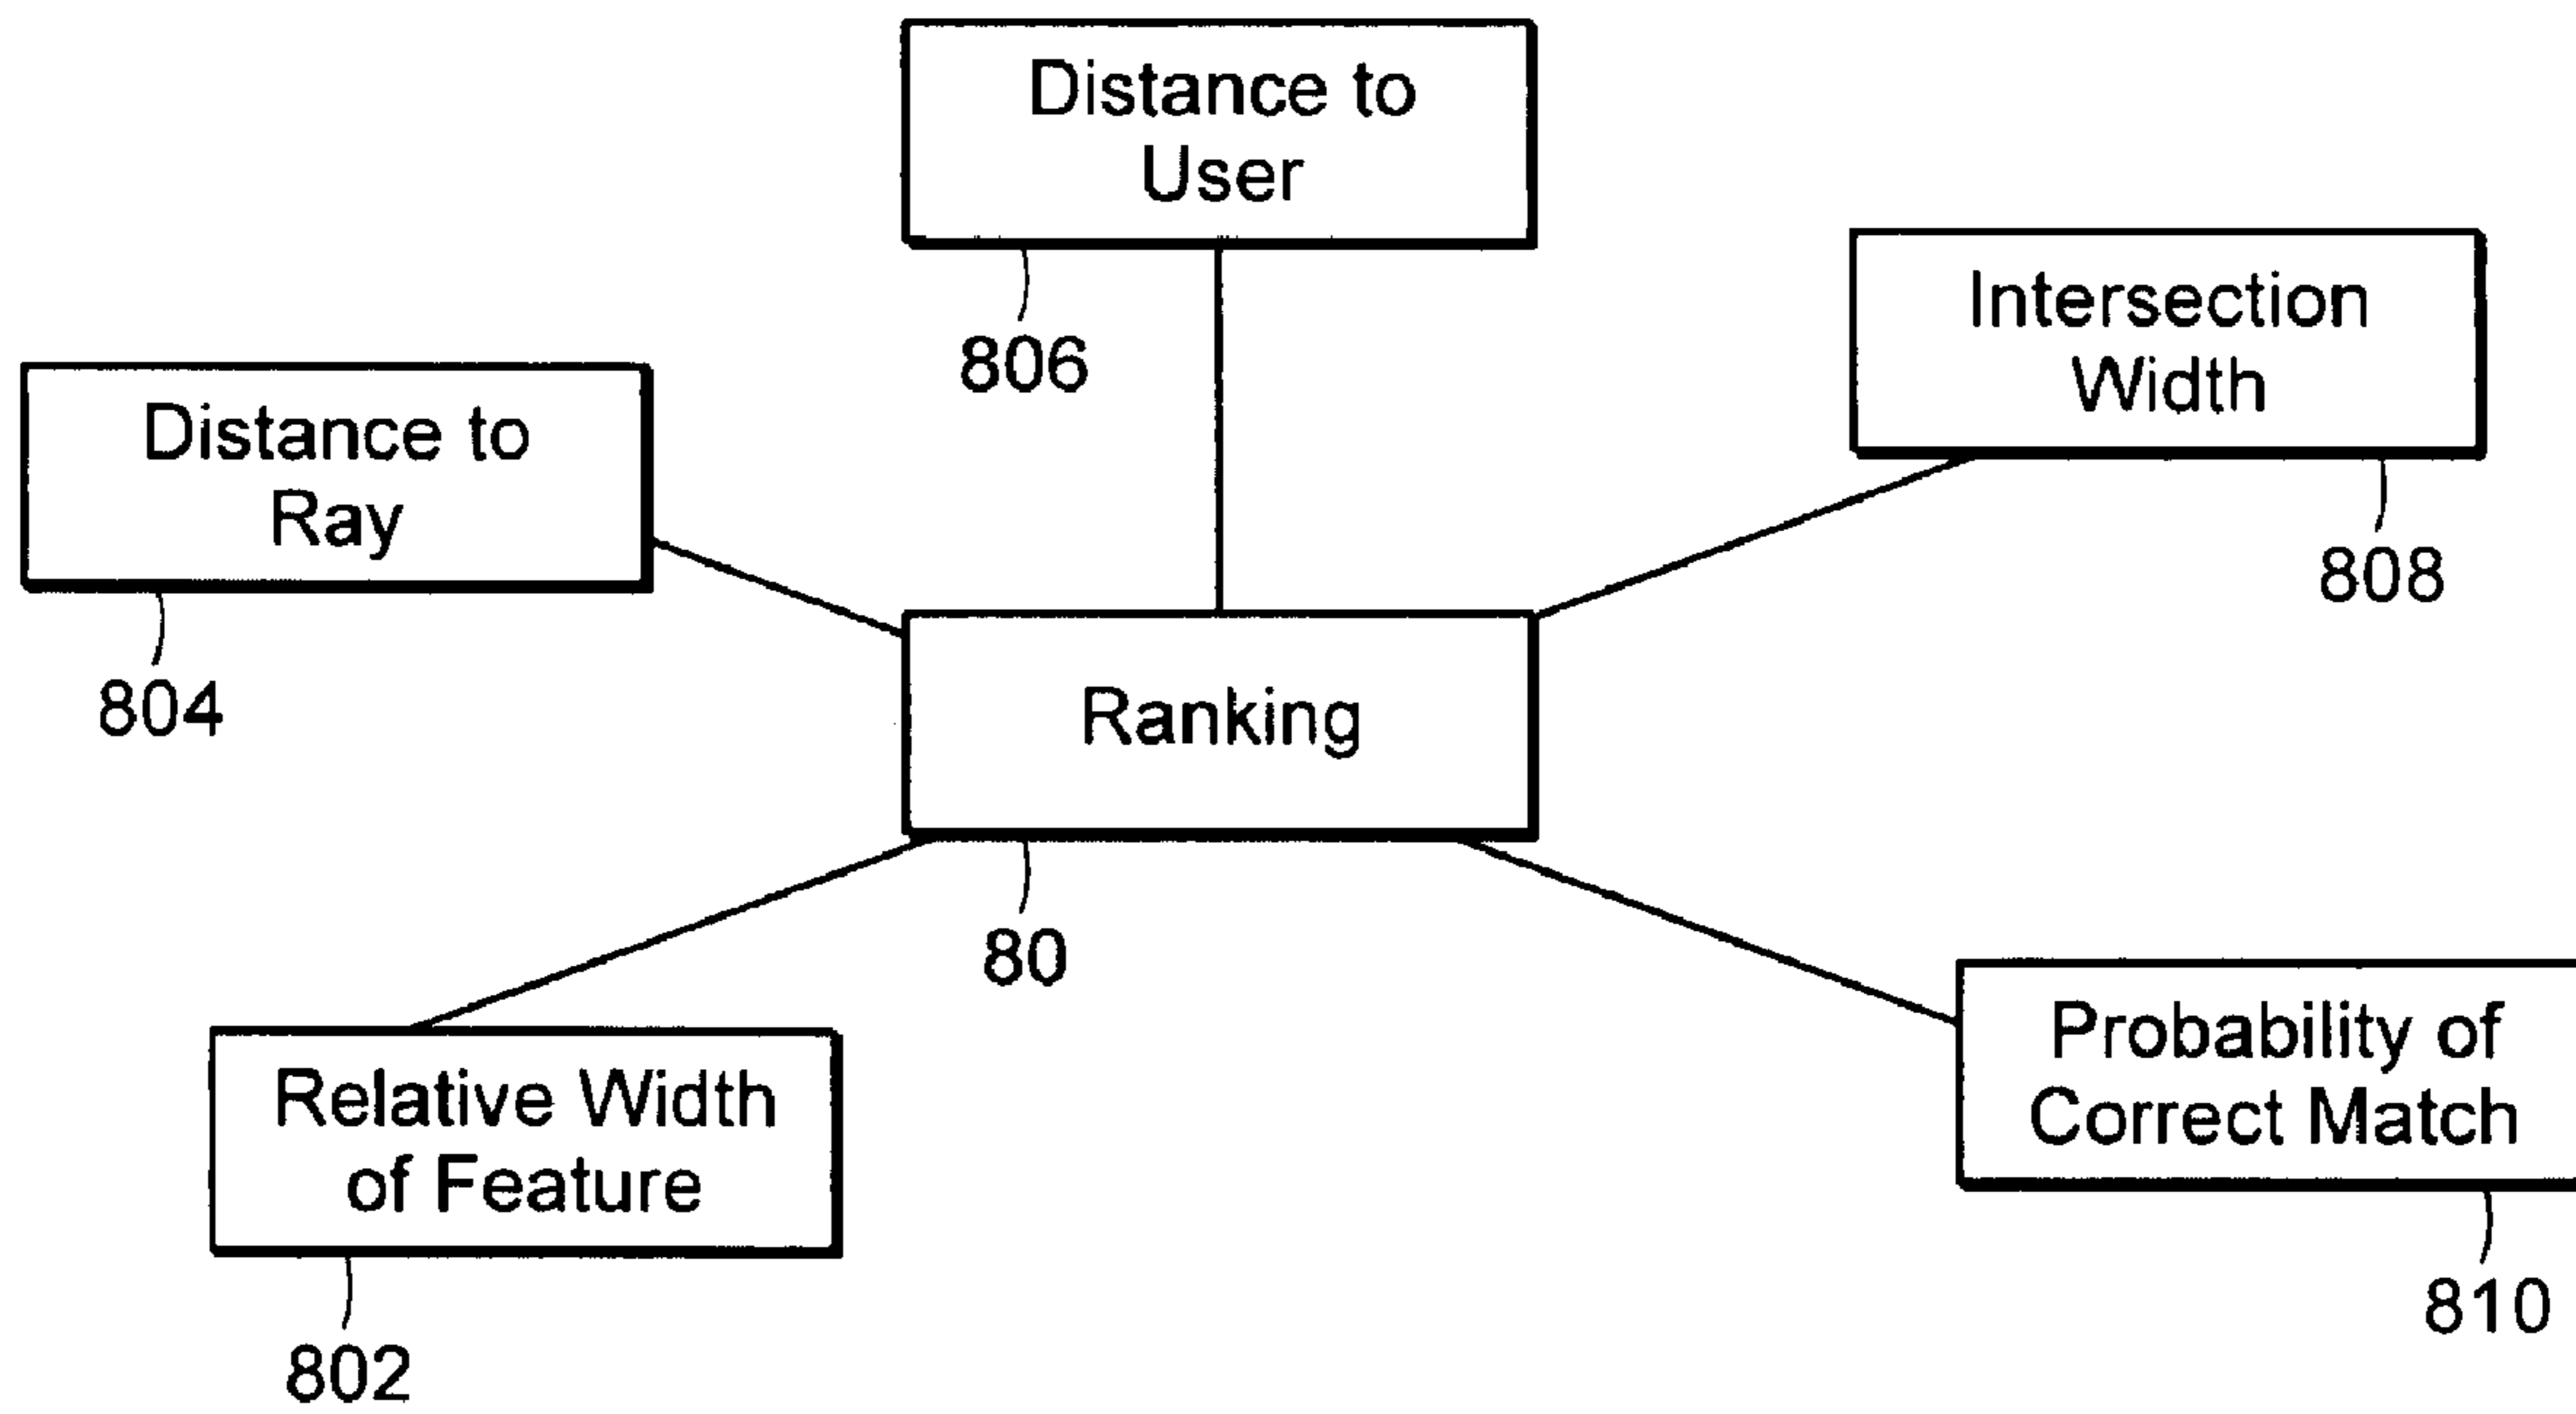 Distance to
User
806
Intersection
Width
808
Distance to
Ray
804
Ranking
80
Relative Width
of Feature
802
Probability of
Correct Match
810